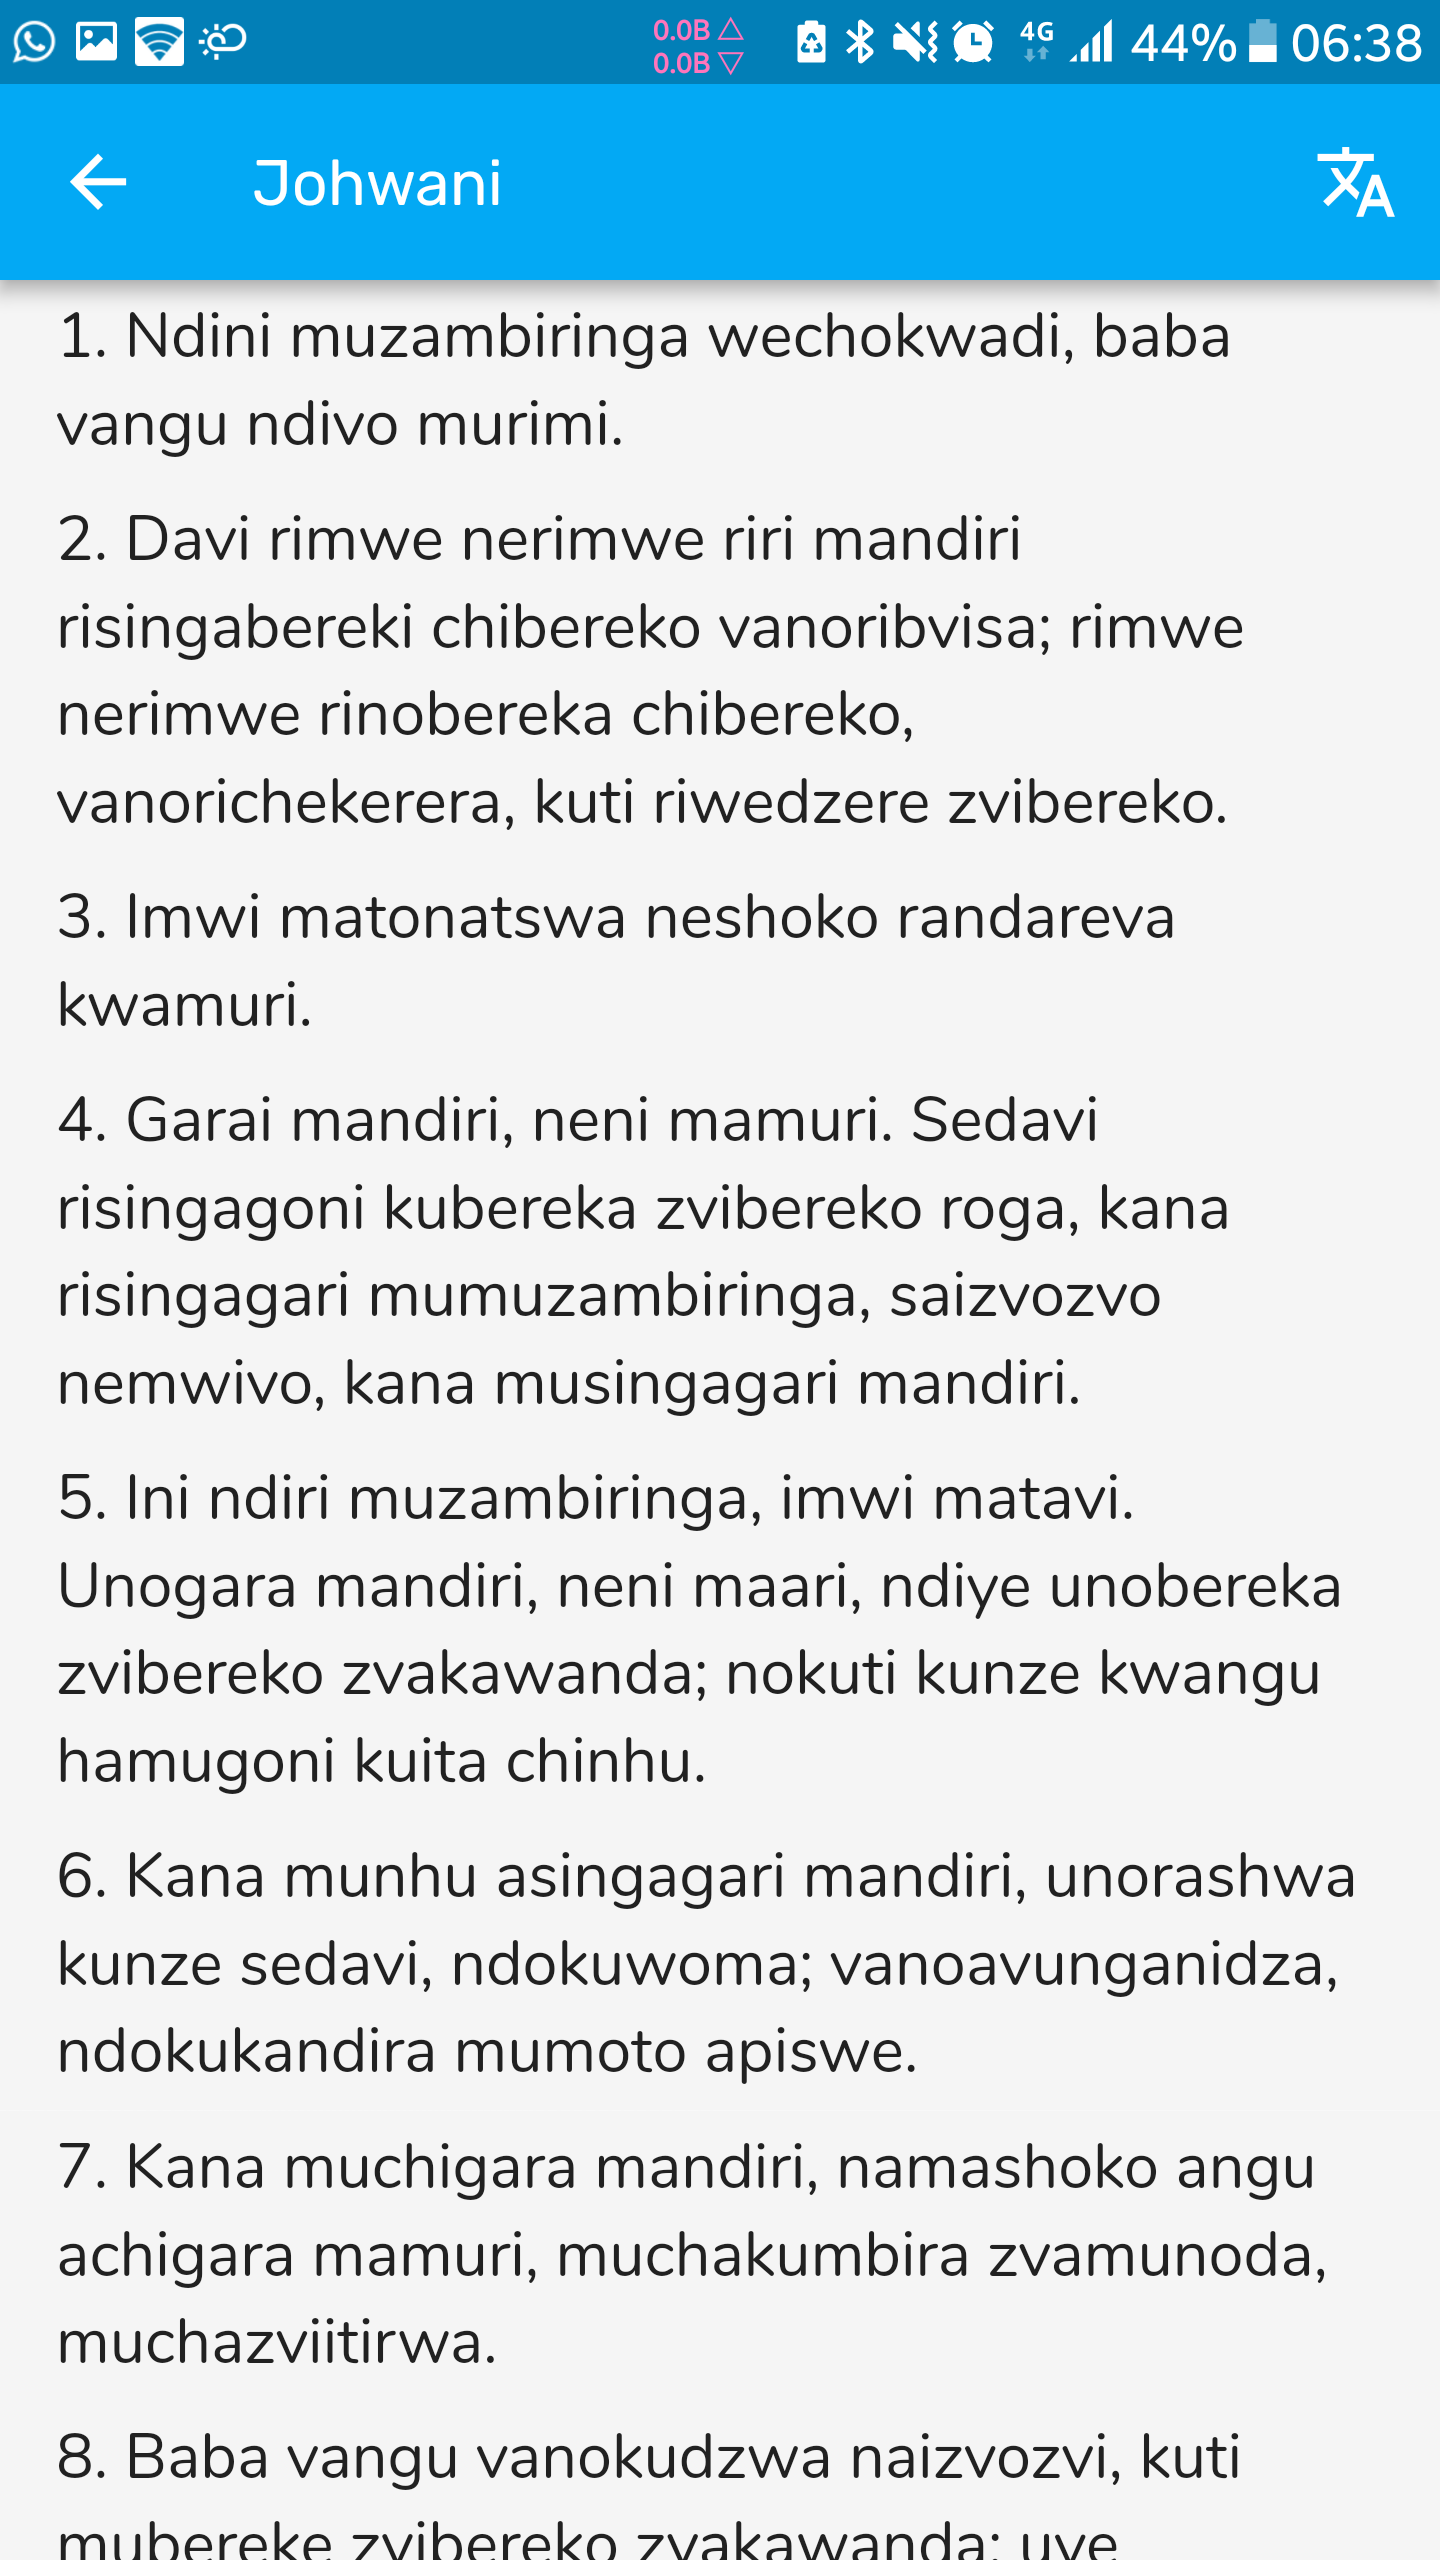 0.0B △
0.0B ▽
4G
44%
06:38
Johwani
1. Ndini muzambiringa wechokwadi, baba
vangu ndivo murimi.
2. Davi rimwe nerimwe riri mandiri
risingabereki chibereko vanoribvisa; rimwe
nerimwe rinobereka chibereko,
vanorichekerera, kuti riwedzere zvibereko.
3. Imwi matonatswa neshoko randareva
kwamuri.
4. Garai mandiri, neni mamuri. Sedavi
risingagoni kubereka zvibereko roga, kana
risingagari mumuzambiringa, saizvozvo
nemwivo, kana musingagari mandiri.
5. Ini ndiri muzambiringa, imwi matavi.
Unogara mandiri, neni maari, ndiye unobereka
zvibereko zvakawanda; nokuti kunze kwangu
hamugoni kuita chinhu.
6. Kana munhu asingagari mandiri, unorashwa
kunze sedavi, ndokuwoma; vanoavunganidza,
ndokukandira mumoto apiswe.
7. Kana muchigara mandiri, namashoko angu
achigara mamuri, muchakumbira zvamunoda,
muchazviitirwa.
8. Baba vangu vanokudzwa naizvozvi, kuti
mubereke zvibereko zvakawanda; uye